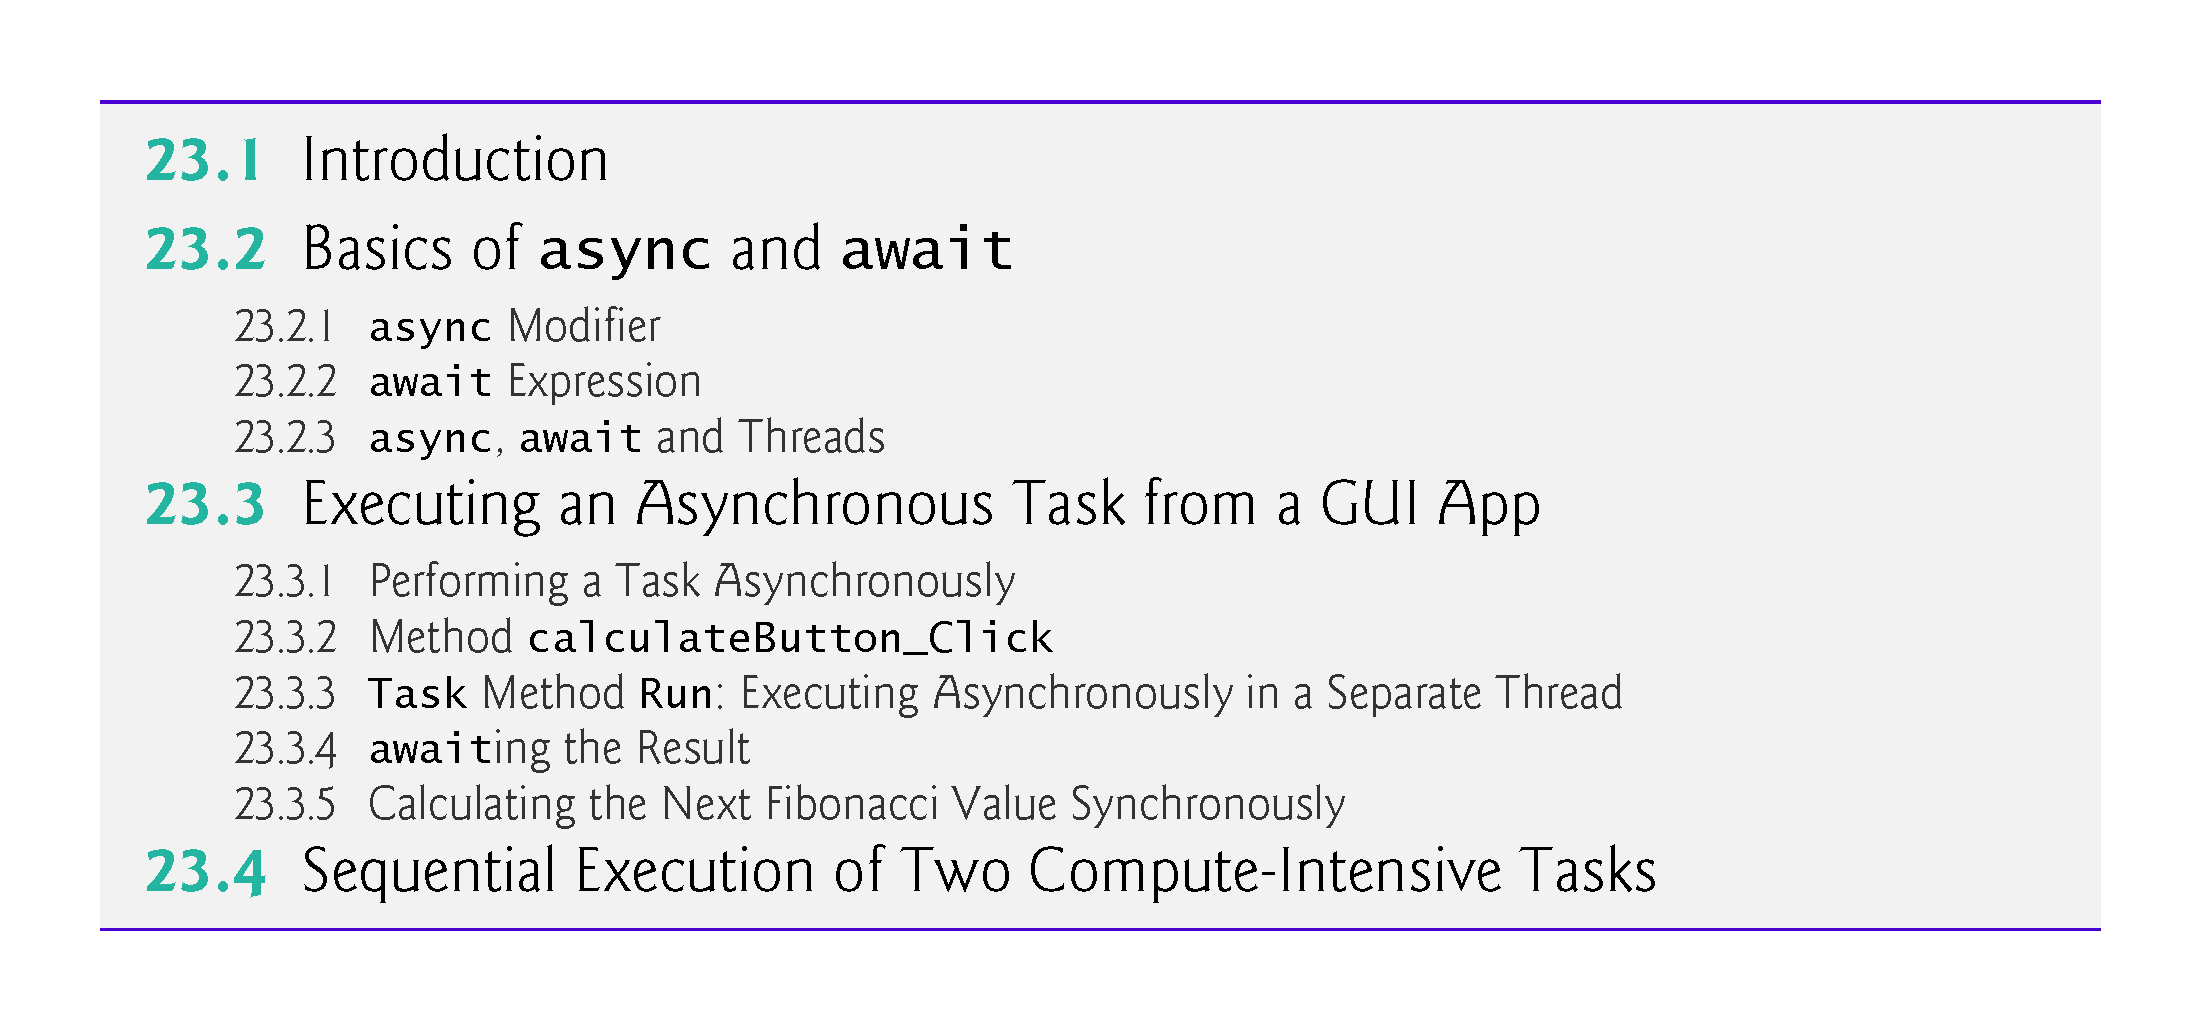 23.1 Introduction
23.2 Basics of async and await
23.2.1 async Modifier
23.2.2 await Expression
23.2.3 async, await and Threads
23.3 Executing an Asynchronous Task from a GUI App
23.3.1 Performing a Task Asynchronously
23.3.2 Method calculateButton_Click
23.3.3 Task Method Run: Executing Asynchronously in a Separate Thread
23.3.4 awaiting the Result
23.3.5 Calculating the Next Fibonacci Value Synchronously
23.4 Sequential Execution of Two Compute-Intensive Tasks